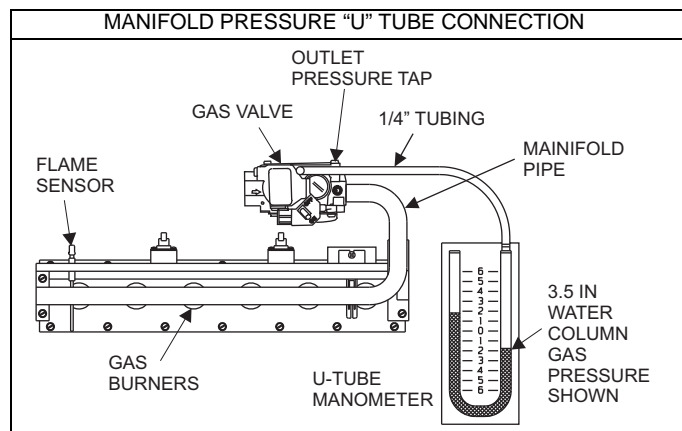 MANIFOLD PRESSURE “U” TUBE CONNECTION
OUTLET
PRESSURE TAP
GAS VALVE
1/4” TUBING
FLAME
SENSOR
MAINIFOLD
PIPE
6
5
4
3
2
1
0
1
2
3
4
5
6
3.5 IN
WATER
COLUMN
GAS
PRESSURE
SHOWN
GAS
BURNERS
U-TUBE
MANOMETER